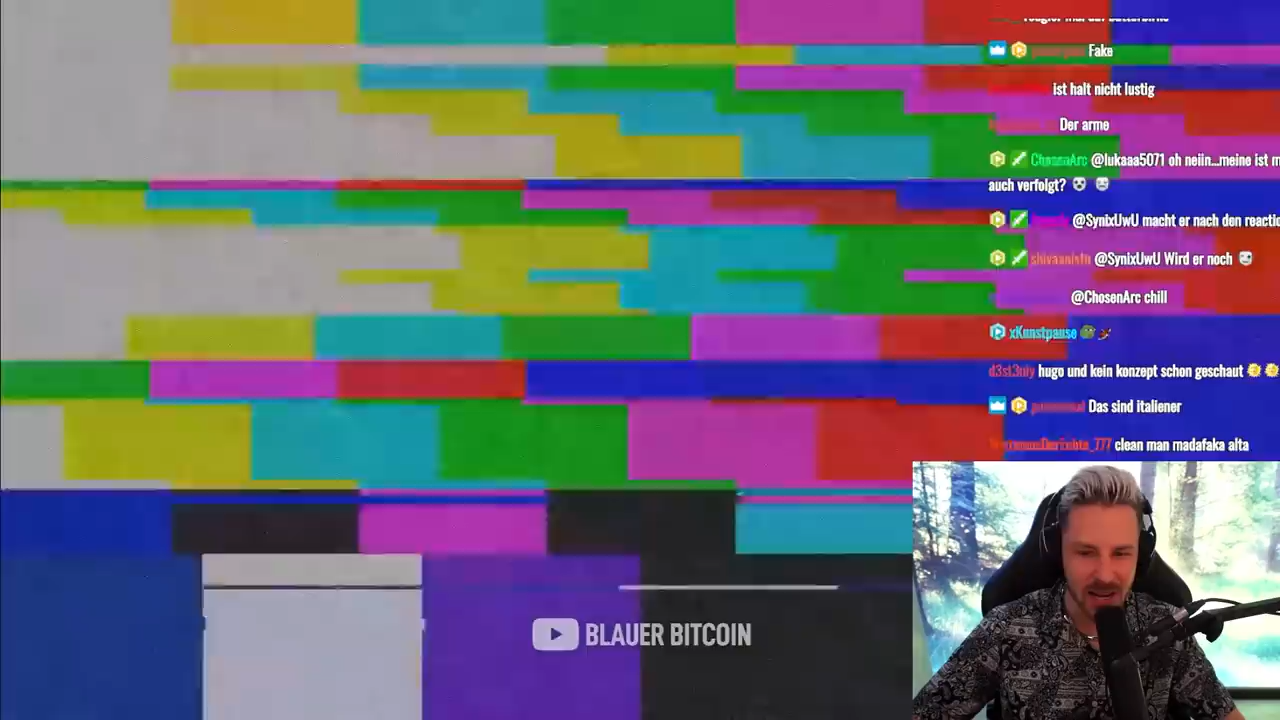 Fake
ist halt nicht lustig
Der arme
ChosenArc @lukaaa5071 oh neiin...meine ist m
auch verfolgt?
@SynixUwU macht er nach den reactio
@SynixUwU Wird er noch
@ChosenArc chill
xKunstpause
d3st3niy hugo und kein konzept schon geschaut
Das sind italiener
clean man madafaka alta
BLAUER BITCOIN